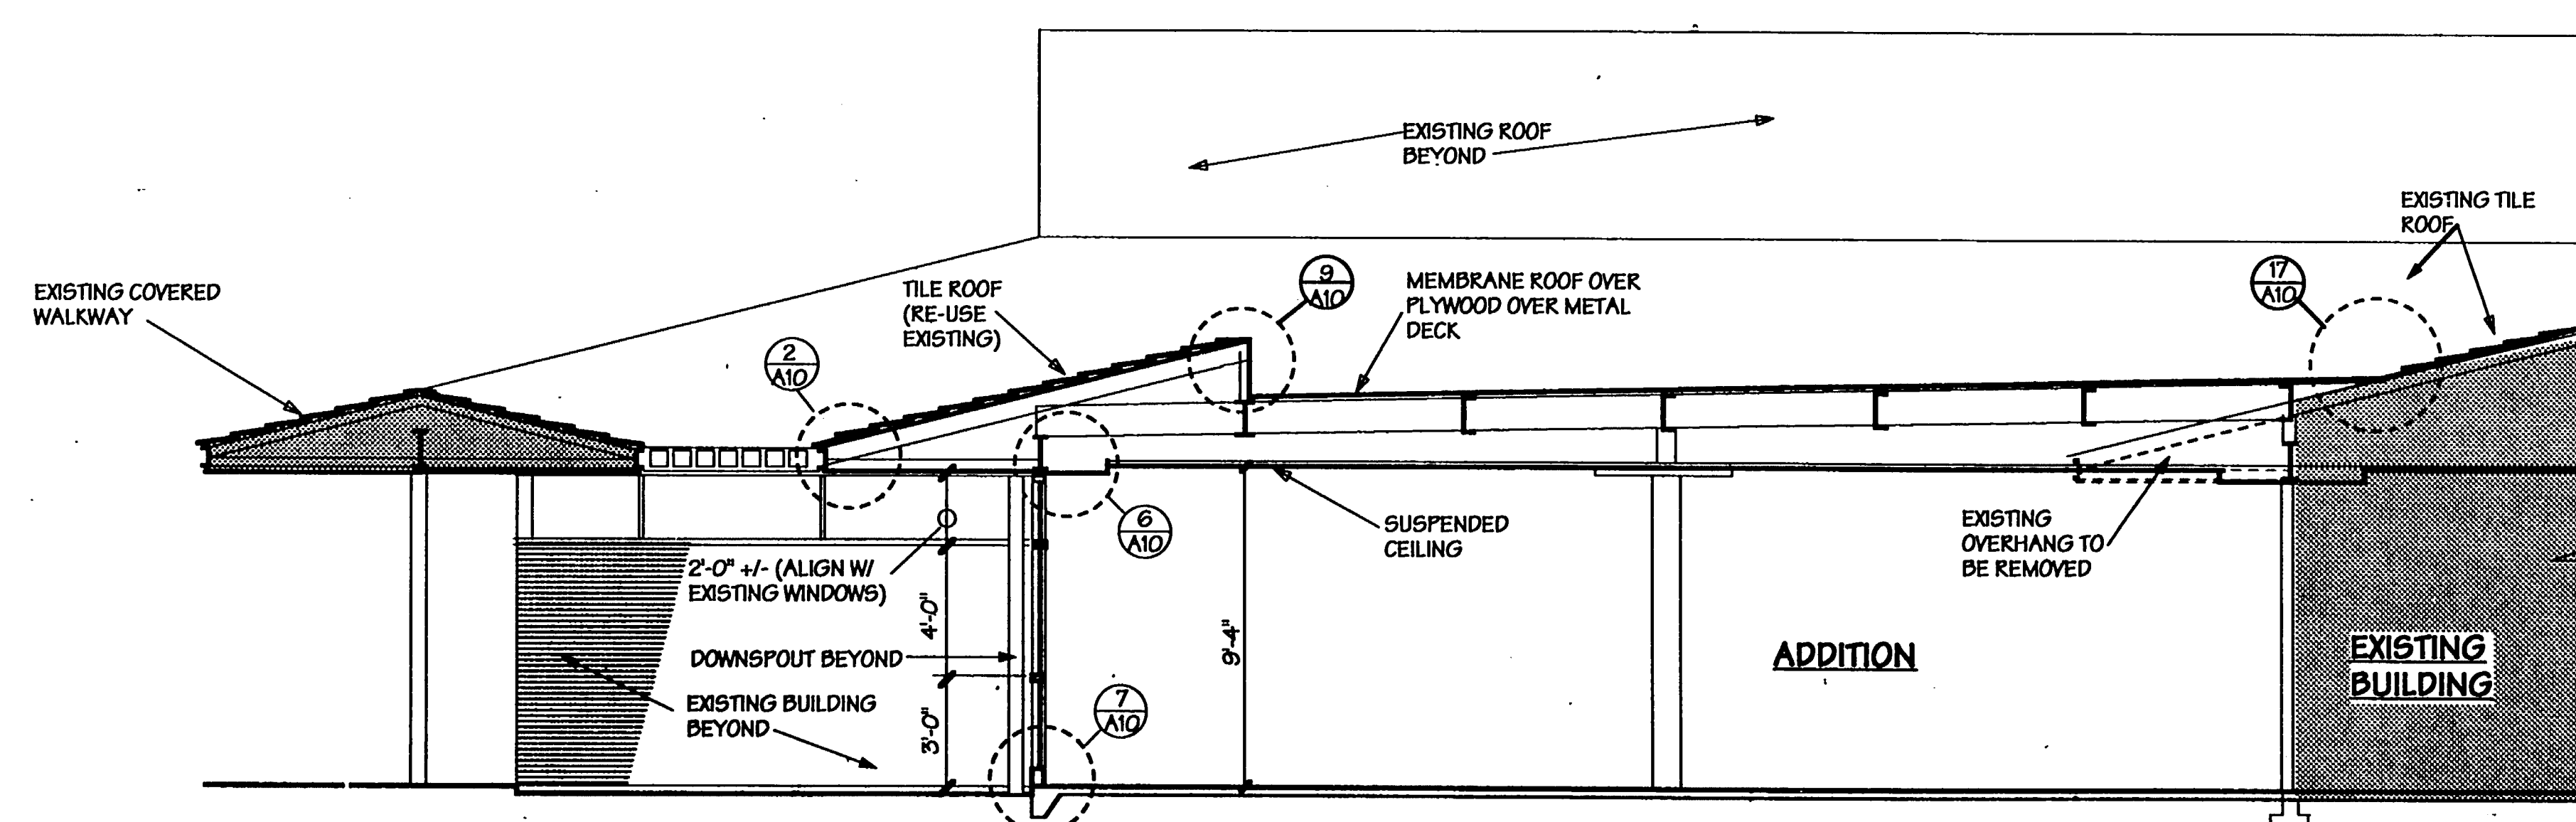 EXISTING ROOF
BEYOND
EXISTING TILE
ROOF
EXISTING COVERED
WALKWAY
TILE ROOF
(RE-USE
EXISTING)
9
A10
MEMBRANE ROOF OVER
PLYWOOD OVER METAL
DECK
17
A10
2
A10
6
A10
SUSPENDED
CEILING
EXISTING
OVERHANG TO
BE REMOVED
2'-0" +/- (ALIGN W/
EXISTING WINDOWS)
4'-0"
9'-4"
DOWNSPOUT BEYOND
ADDITION
EXISTING
BUILDING
EXISTING BUILDING
BEYOND
3'-0"
7
A10